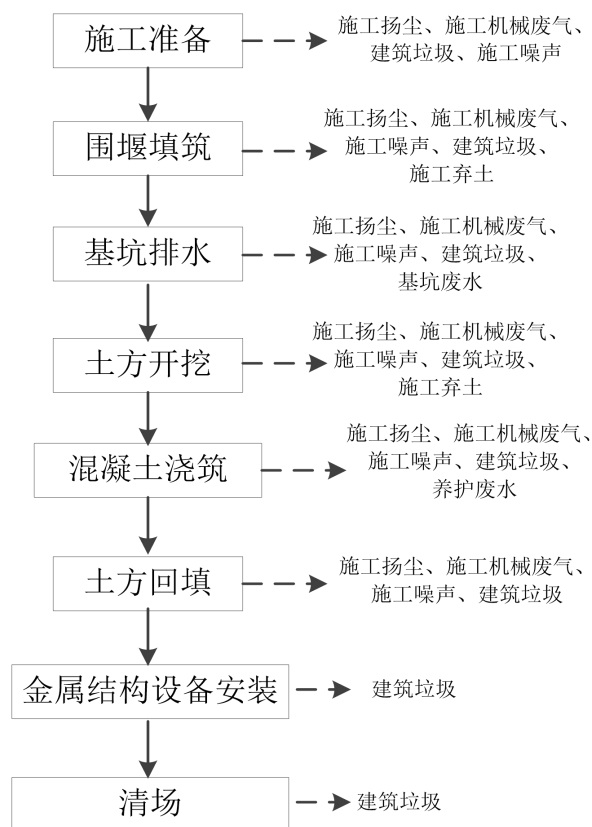 施工准备
施工扬尘、施工机械废气、
建筑垃圾、施工噪声
围堰填筑
施工扬尘、施工机械废气、
施工噪声、建筑垃圾、
施工弃土
基坑排水
施工扬尘、施工机械废气、
施工噪声、建筑垃圾、
基坑废水
土方开挖
施工扬尘、施工机械废气、
施工噪声、建筑垃圾、
施工弃土
混凝土浇筑
施工扬尘、施工机械废气、
施工噪声、建筑垃圾、
养护废水
土方回填
施工扬尘、施工机械废气、
施工噪声、建筑垃圾
金属结构设备安装
建筑垃圾
清场
建筑垃圾